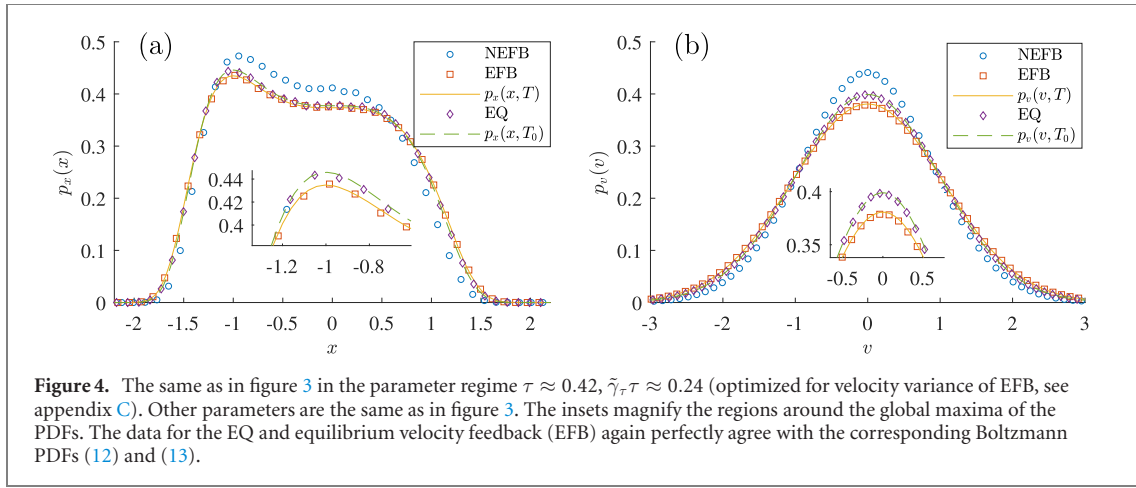 (a)
NEFB
EFB
p_x(x, T)
EQ
p_x(x, T_0)
0.5
0.4
0.3
0.2
0.1
0
p_x(x)
0.44
0.42
0.4
-1.2 -1 -0.8
-2 -1.5 -1 -0.5 0 0.5 1 1.5 2
x
(b)
NEFB
EFB
p_v(v, T)
EQ
p_v(v, T_0)
0.5
0.4
0.3
0.2
0.1
0
p_v(v)
0.4
0.35
-0.5 0 0.5
-3 -2 -1 0 1 2 3
v
Figure 4. The same as in figure 3 in the parameter regime τ ≈ 0.42, γ̃_τ τ ≈ 0.24 (optimized for velocity variance of EFB, see
appendix C). Other parameters are the same as in figure 3. The insets magnify the regions around the global maxima of the
PDFs. The data for the EQ and equilibrium velocity feedback (EFB) again perfectly agree with the corresponding Boltzmann
PDFs (12) and (13).